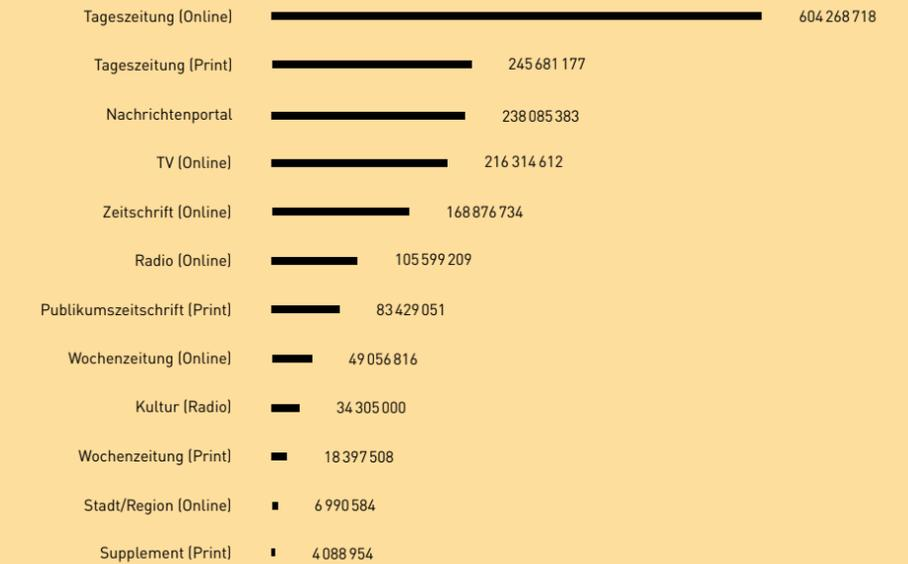 Tageszeitung (Online) 604 268 718
Tageszeitung (Print) 245 681 177
Nachrichtenportal 238 085 383
TV (Online) 216 314 612
Zeitschrift (Online) 168 876 734
Radio (Online) 105 599 209
Publikumszeitschrift (Print) 83 429 051
Wochenzeitung (Online) 49 056 816
Kultur (Radio) 34 305 000
Wochenzeitung (Print) 18 397 508
Stadt/Region (Online) 6 990 584
Supplement (Print) 4 088 954